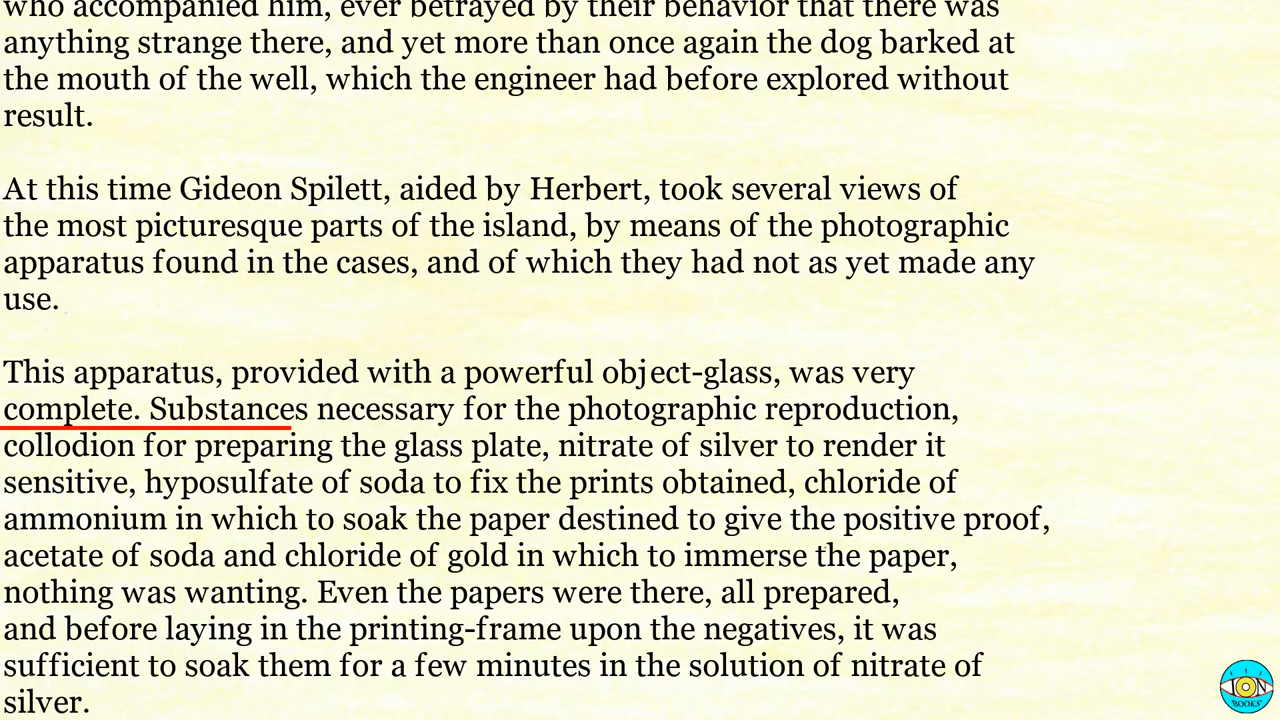 who accompanied him, ever betrayed by their behavior that there was
anything strange there, and yet more than once again the dog barked at
the mouth of the well, which the engineer had before explored without
result.
At this time Gideon Spilett, aided by Herbert, took several views of
the most picturesque parts of the island, by means of the photographic
apparatus found in the cases, and of which they had not as yet made any
use.
This apparatus, provided with a powerful object-glass, was very
complete. Substances necessary for the photographic reproduction,
collodion for preparing the glass plate, nitrate of silver to render it
sensitive, hyposulfate of soda to fix the prints obtained, chloride of
ammonium in which to soak the paper destined to give the positive proof,
acetate of soda and chloride of gold in which to immerse the paper,
nothing was wanting. Even the papers were there, all prepared,
and before laying in the printing-frame upon the negatives, it was
sufficient to soak them for a few minutes in the solution of nitrate of
silver.
ION
BOOKS